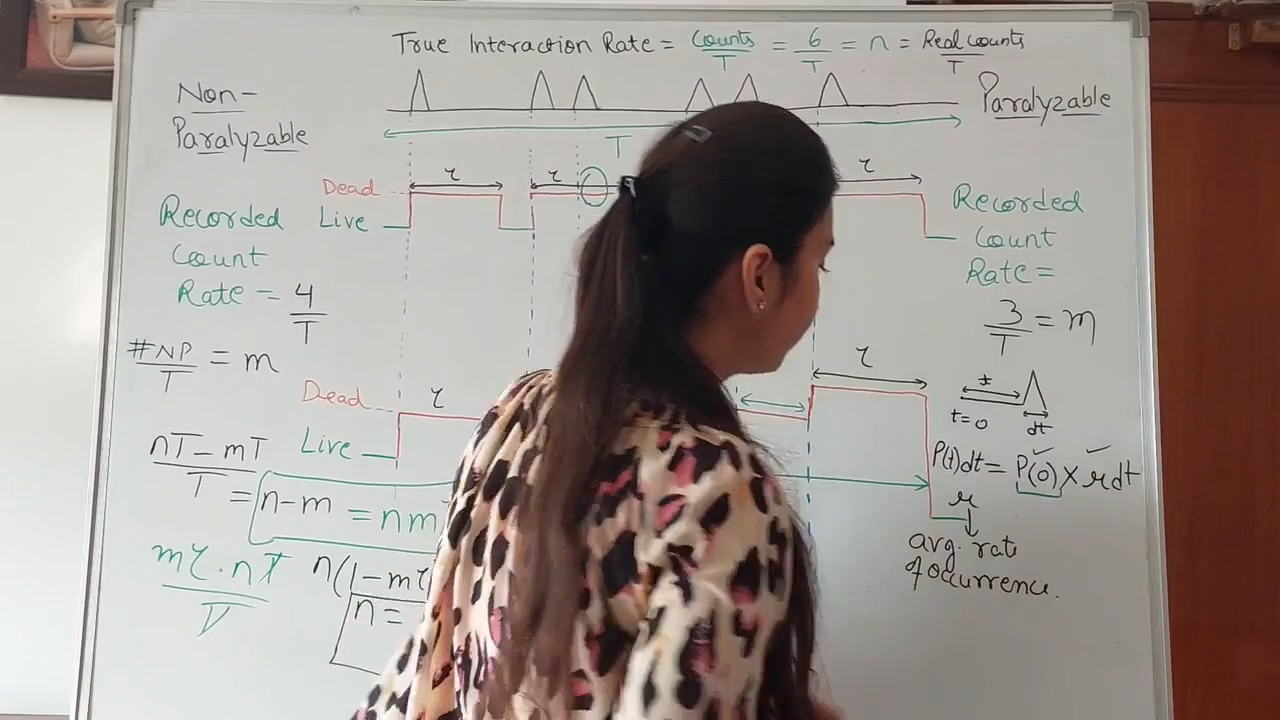 True Interaction Rate = Counts/T = 6/T = n = Real counts/T
Non-
Paralyzable
Paralyzable
T
τ
τ
τ
Dead
Live
Recorded
Count
Rate = 4/T
Recorded
Count
Rate =
3/T = m
#NP/T = m
τ
τ
Dead
Live
t
t=0
dt
(nT - mT)/T = n-m = nm
P(t)dt = P(0) × r dt
r
avg. rate
of occurrence.
mτ · nT/T
n(1-mτ
n =